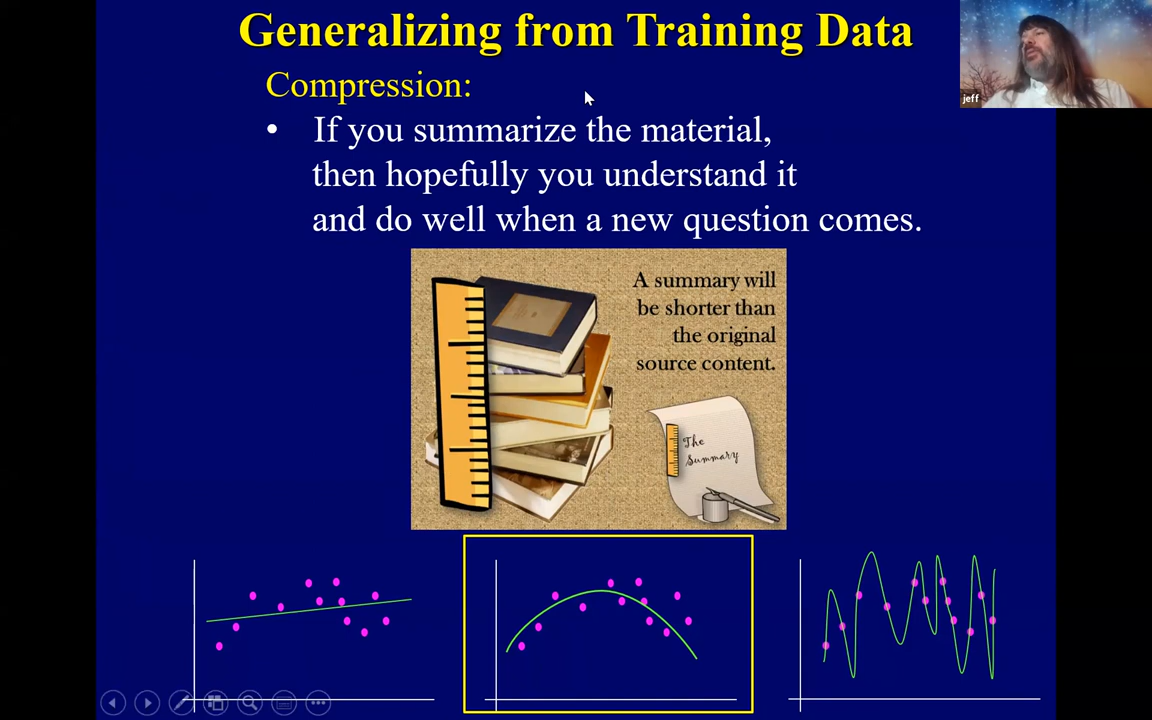 Generalizing from Training Data
jeff
Compression:
• If you summarize the material,
then hopefully you understand it
and do well when a new question comes.
A summary will
be shorter than
the original
source content.
The
Summary